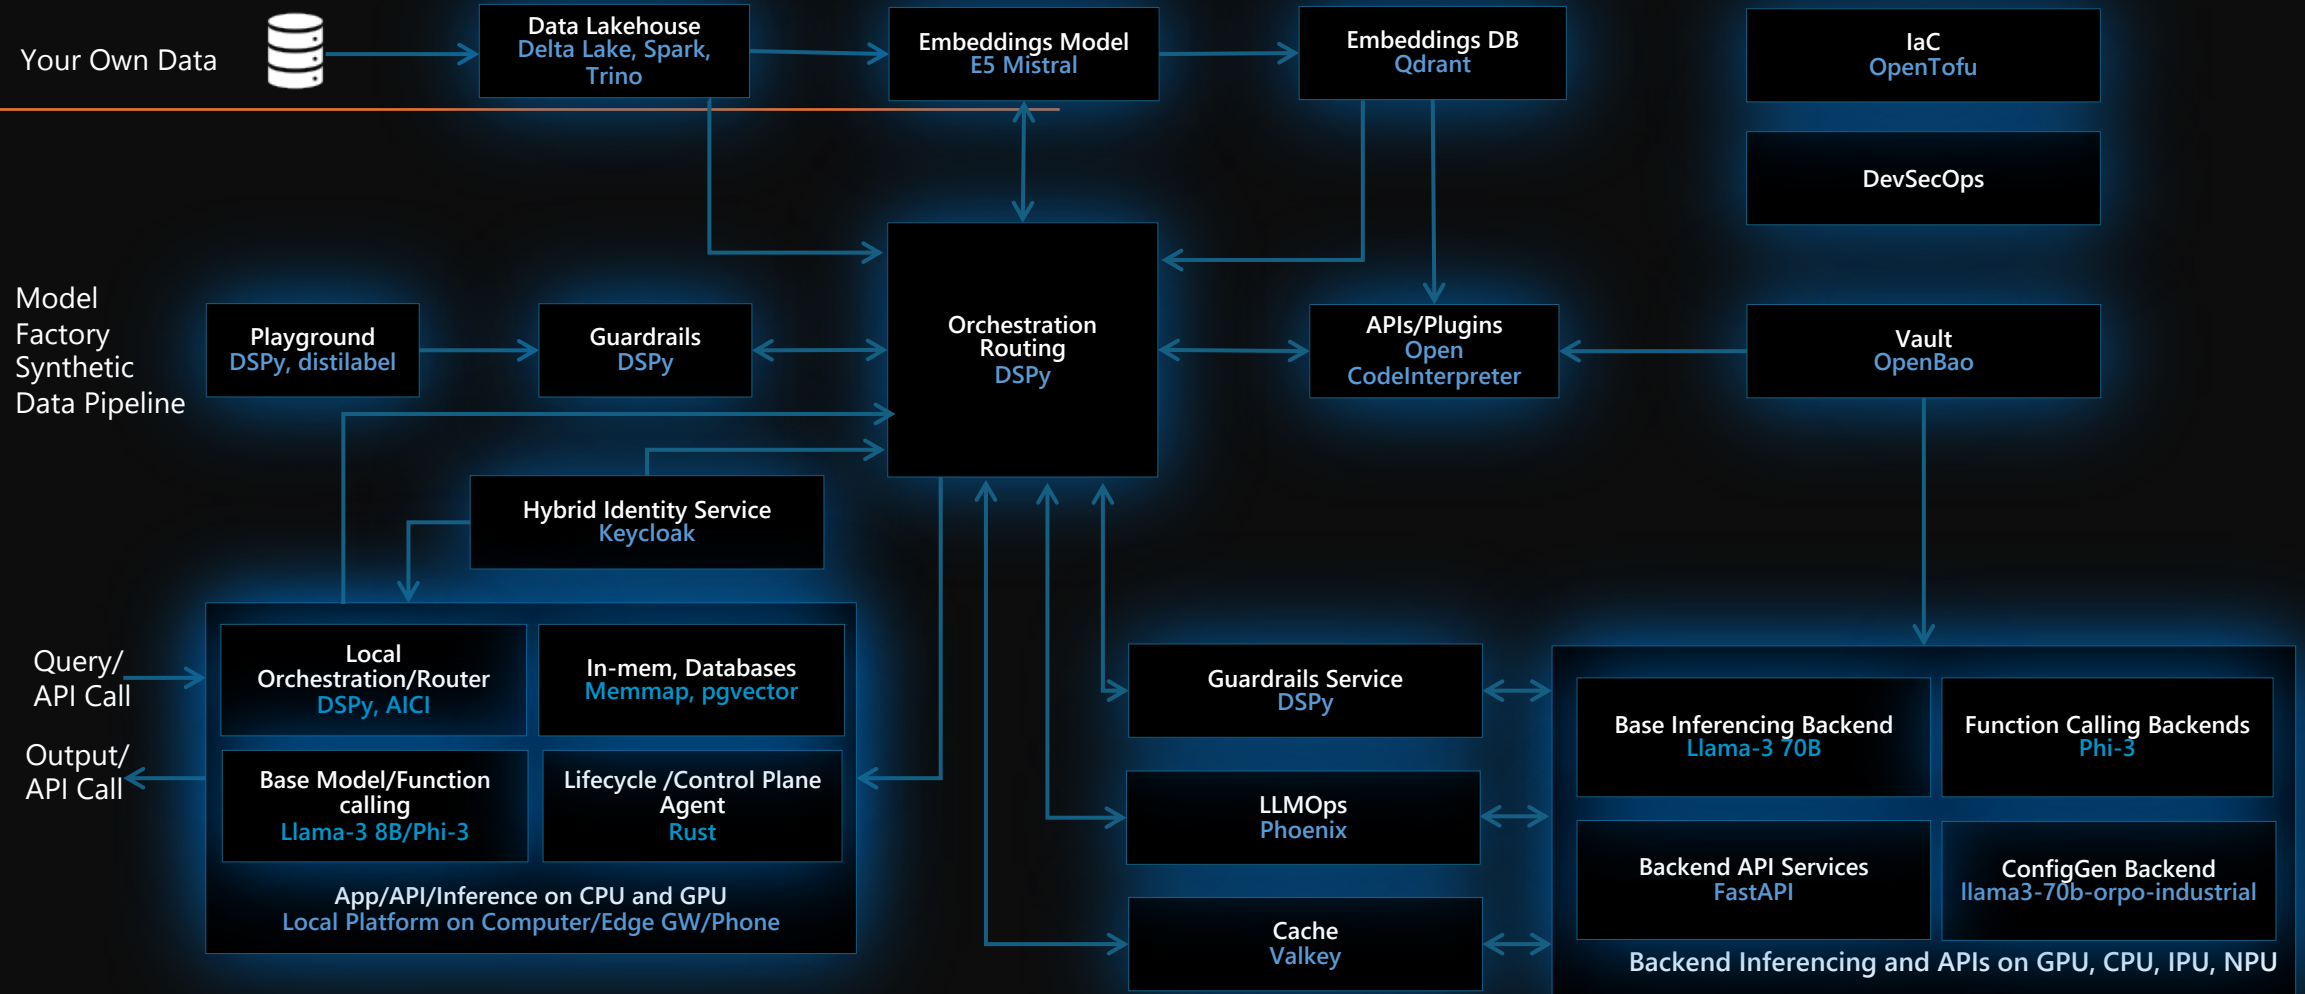 Your Own Data
Data Lakehouse
Delta Lake, Spark,
Trino
Embeddings Model
E5 Mistral
Embeddings DB
Qdrant
IaC
OpenTofu
DevSecOps
Model
Factory
Synthetic
Data Pipeline
Playground
DSPy, distilabel
Guardrails
DSPy
Orchestration
Routing
DSPy
APIs/Plugins
Open
CodeInterpreter
Vault
OpenBao
Hybrid Identity Service
Keycloak
Query/
API Call
Output/
API Call
Local
Orchestration/Router
DSPy, AICI
In-mem, Databases
Memmap, pgvector
Base Model/Function
calling
Llama-3 8B/Phi-3
Lifecycle /Control Plane
Agent
Rust
App/API/Inference on CPU and GPU
Local Platform on Computer/Edge GW/Phone
Guardrails Service
DSPy
LLMOps
Phoenix
Cache
Valkey
Base Inferencing Backend
Llama-3 70B
Function Calling Backends
Phi-3
Backend API Services
FastAPI
ConfigGen Backend
llama3-70b-orpo-industrial
Backend Inferencing and APIs on GPU, CPU, IPU, NPU